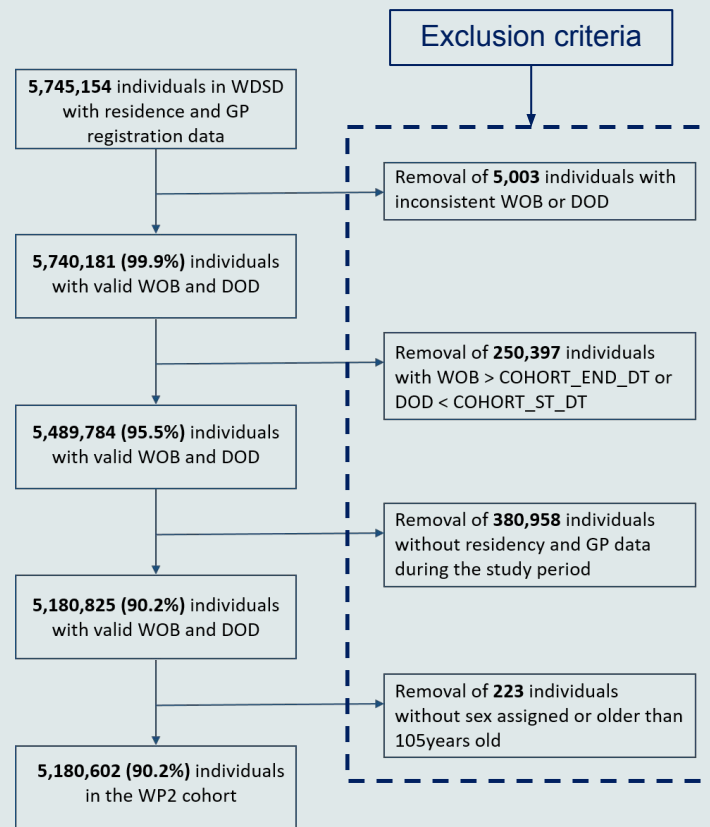 Exclusion criteria
5,745,154 individuals in WDSD
with residence and GP
registration data
Removal of 5,003 individuals with
inconsistent WOB or DOD
5,740,181 (99.9%) individuals
with valid WOB and DOD
Removal of 250,397 individuals
with WOB > COHORT_END_DT or
DOD < COHORT_ST_DT
5,489,784 (95.5%) individuals
with valid WOB and DOD
Removal of 380,958 individuals
without residency and GP data
during the study period
5,180,825 (90.2%) individuals
with valid WOB and DOD
Removal of 223 individuals
without sex assigned or older than
105years old
5,180,602 (90.2%) individuals
in the WP2 cohort